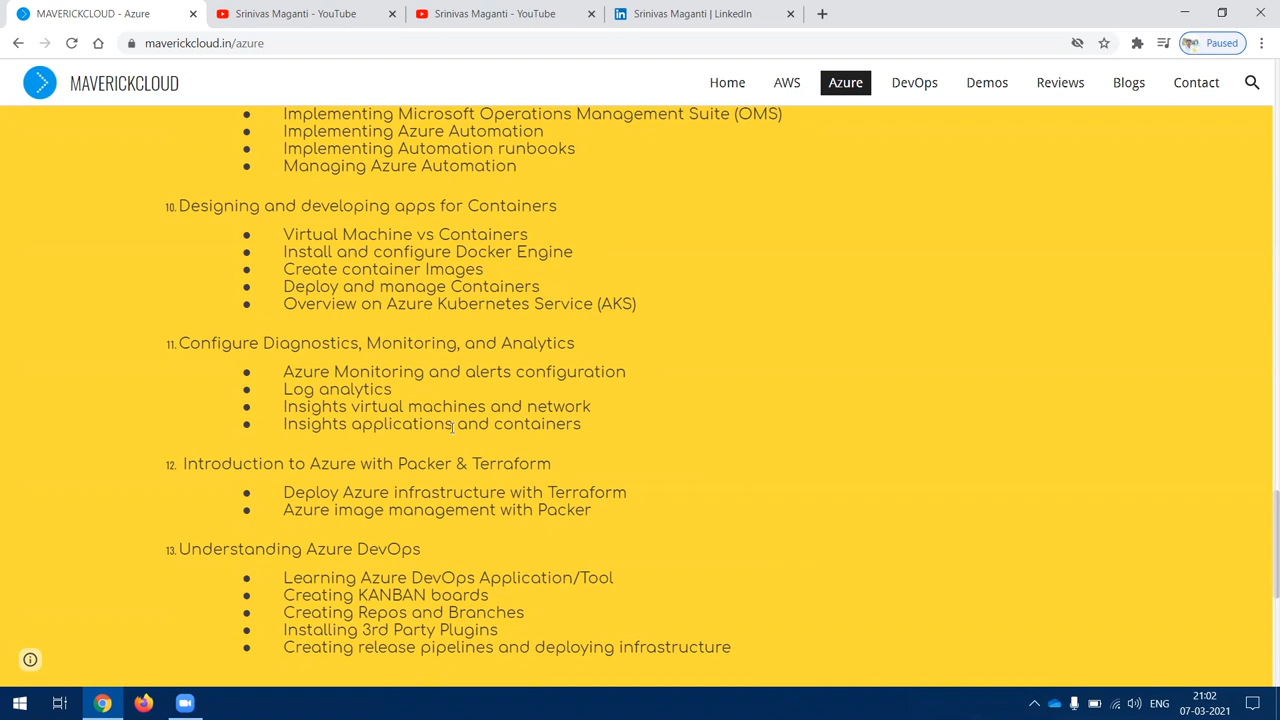 MAVERICKCLOUD - Azure
Srinivas Maganti - YouTube
Srinivas Maganti - YouTube
Srinivas Maganti | LinkedIn
maverickcloud.in/azure
Paused
MAVERICKCLOUD
Home
AWS
Azure
DevOps
Demos
Reviews
Blogs
Contact
● Implementing Microsoft Operations Management Suite (OMS)
● Implementing Azure Automation
● Implementing Automation runbooks
● Managing Azure Automation
10. Designing and developing apps for Containers
● Virtual Machine vs Containers
● Install and configure Docker Engine
● Create container Images
● Deploy and manage Containers
● Overview on Azure Kubernetes Service (AKS)
11. Configure Diagnostics, Monitoring, and Analytics
● Azure Monitoring and alerts configuration
● Log analytics
● Insights virtual machines and network
● Insights applications and containers
12. Introduction to Azure with Packer & Terraform
● Deploy Azure infrastructure with Terraform
● Azure image management with Packer
13. Understanding Azure DevOps
● Learning Azure DevOps Application/Tool
● Creating KANBAN boards
● Creating Repos and Branches
● Installing 3rd Party Plugins
● Creating release pipelines and deploying infrastructure
ENG
21:02
07-03-2021